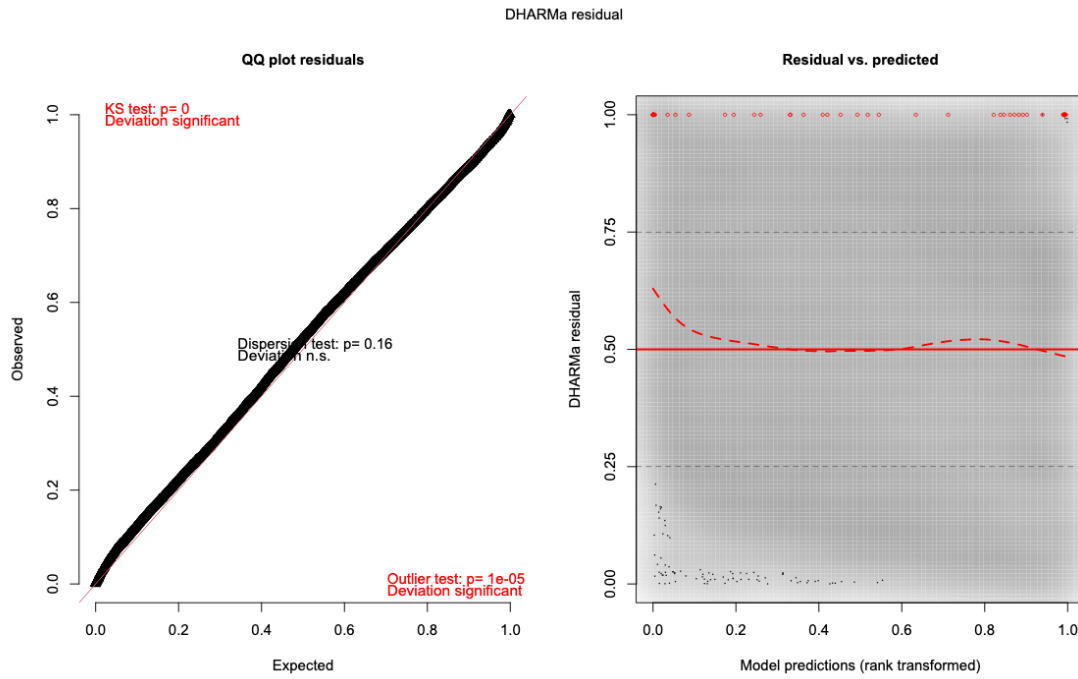 DHARMa residual
QQ plot residuals
KS test: p= 0
Deviation significant
Dispersion test: p= 0.16
Deviation n.s.
Outlier test: p= 1e-05
Deviation significant
Observed
0.0
0.2
0.4
0.6
0.8
1.0
0.0 0.2 0.4 0.6 0.8 1.0
Expected
Residual vs. predicted
DHARMa residual
0.00
0.25
0.50
0.75
1.00
0.0 0.2 0.4 0.6 0.8 1.0
Model predictions (rank transformed)